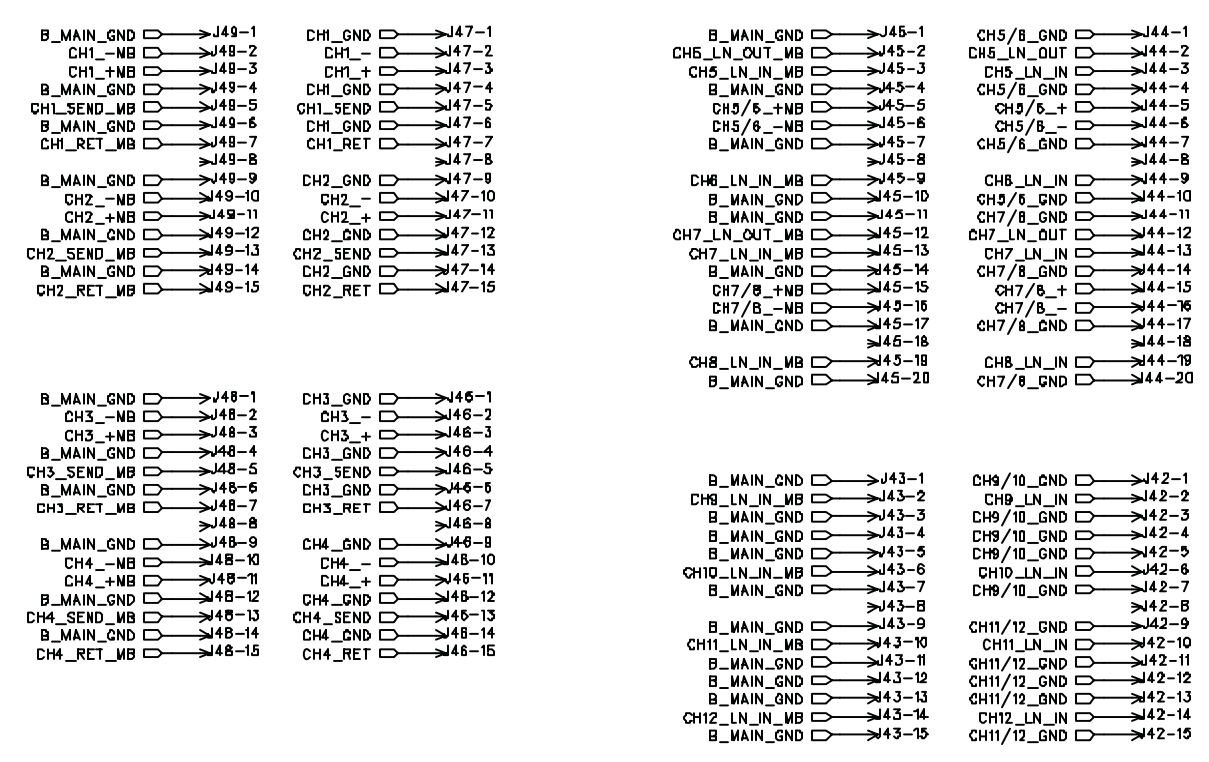 B_MAIN_GND J49-1
CH1_-MB J49-2
CH1_+MB J49-3
B_MAIN_GND J49-4
CH1_SEND_MB J49-5
B_MAIN_GND J49-6
CH1_RET_MB J49-7
J49-8
B_MAIN_GND J49-9
CH2_-MB J49-10
CH2_+MB J49-11
B_MAIN_GND J49-12
CH2_SEND_MB J49-13
B_MAIN_GND J49-14
CH2_RET_MB J49-15
CH1_GND J47-1
CH1_- J47-2
CH1_+ J47-3
CH1_GND J47-4
CH1_SEND J47-5
CH1_GND J47-6
CH1_RET J47-7
J47-8
CH2_GND J47-9
CH2_- J47-10
CH2_+ J47-11
CH2_GND J47-12
CH2_SEND J47-13
CH2_GND J47-14
CH2_RET J47-15
B_MAIN_GND J48-1
CH3_-MB J48-2
CH3_+MB J48-3
B_MAIN_GND J48-4
CH3_SEND_MB J48-5
B_MAIN_GND J48-6
CH3_RET_MB J48-7
J48-8
B_MAIN_GND J48-9
CH4_-MB J48-10
CH4_+MB J48-11
B_MAIN_GND J48-12
CH4_SEND_MB J48-13
B_MAIN_GND J48-14
CH4_RET_MB J48-15
CH3_GND J46-1
CH3_- J46-2
CH3_+ J46-3
CH3_GND J46-4
CH3_SEND J46-5
CH3_GND J46-6
CH3_RET J46-7
J46-8
CH4_GND J46-9
CH4_- J46-10
CH4_+ J46-11
CH4_GND J46-12
CH4_SEND J46-13
CH4_GND J46-14
CH4_RET J46-15
B_MAIN_GND J45-1
CH5_LN_OUT_MB J45-2
CH5_LN_IN_MB J45-3
B_MAIN_GND J45-4
CH5/6_+MB J45-5
CH5/6_-MB J45-6
B_MAIN_GND J45-7
J45-8
CH6_LN_IN_MB J45-9
B_MAIN_GND J45-10
B_MAIN_GND J45-11
CH7_LN_OUT_MB J45-12
CH7_LN_IN_MB J45-13
B_MAIN_GND J45-14
CH7/8_+MB J45-15
CH7/8_-MB J45-16
B_MAIN_GND J45-17
J45-18
CH8_LN_IN_MB J45-19
B_MAIN_GND J45-20
CH5/6_GND J44-1
CH5_LN_OUT J44-2
CH5_LN_IN J44-3
CH5/6_GND J44-4
CH5/6_+ J44-5
CH5/6_- J44-6
CH5/6_GND J44-7
J44-8
CH6_LN_IN J44-9
CH5/6_GND J44-10
CH7/8_GND J44-11
CH7_LN_OUT J44-12
CH7_LN_IN J44-13
CH7/8_GND J44-14
CH7/8_+ J44-15
CH7/8_- J44-16
CH7/8_GND J44-17
J44-18
CH8_LN_IN J44-19
CH7/8_GND J44-20
B_MAIN_GND J43-1
CH9_LN_IN_MB J43-2
B_MAIN_GND J43-3
B_MAIN_GND J43-4
B_MAIN_GND J43-5
CH10_LN_IN_MB J43-6
B_MAIN_GND J43-7
J43-8
B_MAIN_GND J43-9
CH11_LN_IN_MB J43-10
B_MAIN_GND J43-11
B_MAIN_GND J43-12
B_MAIN_GND J43-13
CH12_LN_IN_MB J43-14
B_MAIN_GND J43-15
CH9/10_GND J42-1
CH9_LN_IN J42-2
CH9/10_GND J42-3
CH9/10_GND J42-4
CH9/10_GND J42-5
CH10_LN_IN J42-6
CH9/10_GND J42-7
J42-8
CH11/12_GND J42-9
CH11_LN_IN J42-10
CH11/12_GND J42-11
CH11/12_GND J42-12
CH11/12_GND J42-13
CH12_LN_IN J42-14
CH11/12_GND J42-15